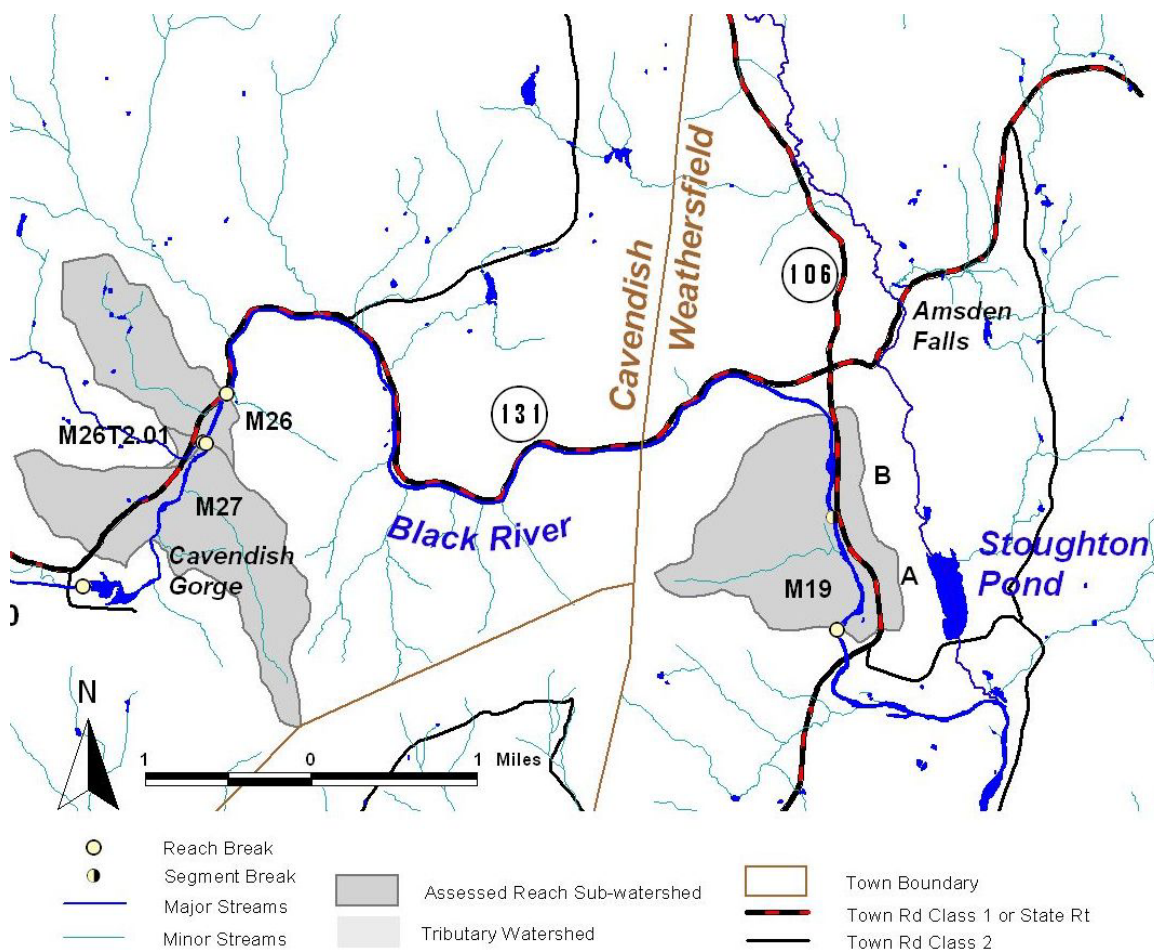 Cavendish
Weathersfield
106
Amsden
Falls
131
M26
M26T2.01
M27
Cavendish
Gorge
Black River
B
A
M19
Stoughton
Pond
N
1 0 1 Miles
Reach Break
Segment Break
Major Streams
Minor Streams
Assessed Reach Sub-watershed
Tributary Watershed
Town Boundary
Town Rd Class 1 or State Rt
Town Rd Class 2